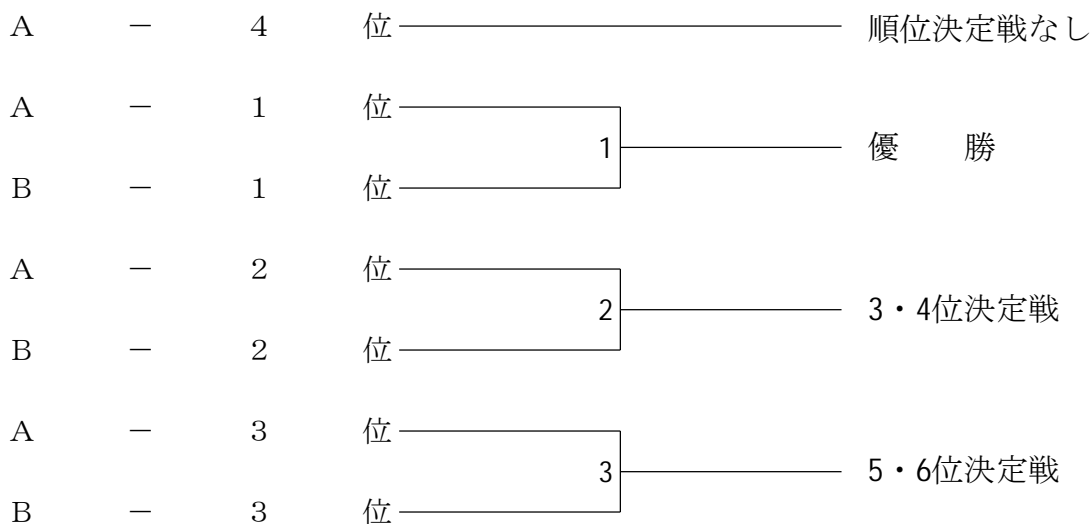 Ａ － ４ 位 順位決定戦なし
Ａ － １ 位
1 優 勝
Ｂ － １ 位
Ａ － ２ 位
2 3・4位決定戦
Ｂ － ２ 位
Ａ － ３ 位
3 5・6位決定戦
Ｂ － ３ 位